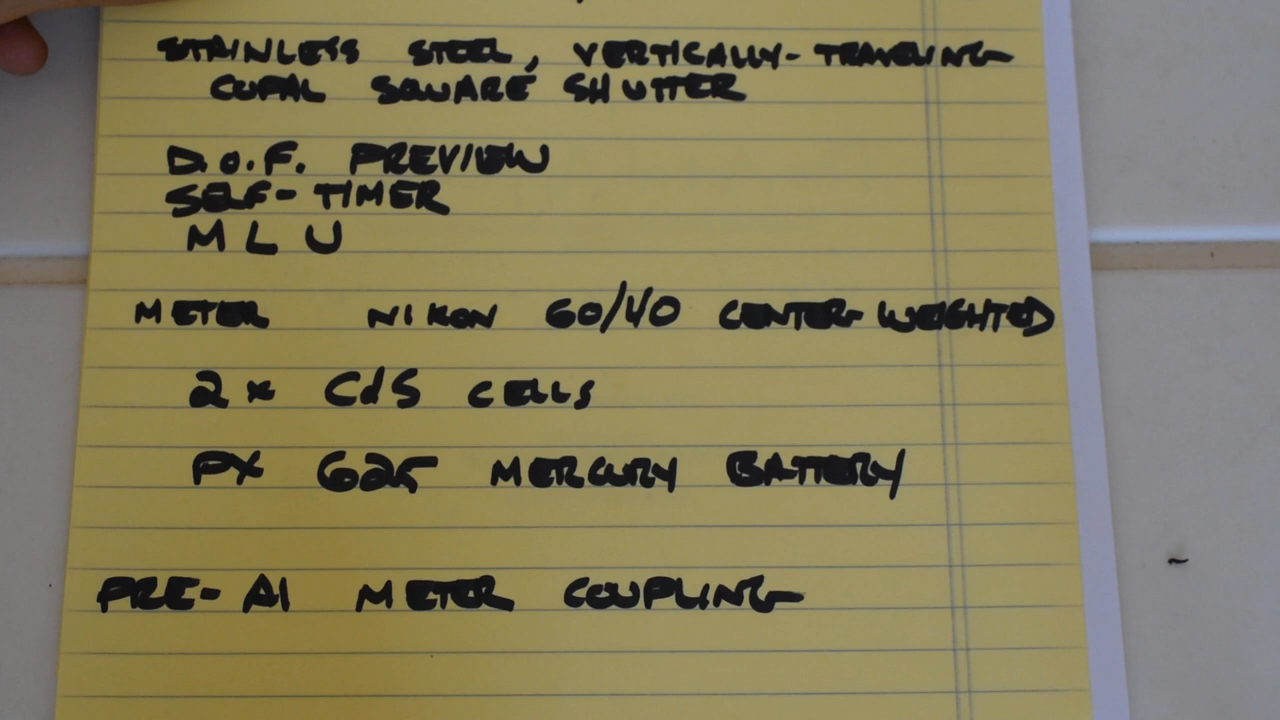 STAINLESS STEEL, VERTICALLY-TRAVELING
COPAL SQUARE SHUTTER
D.O.F. PREVIEW
SELF-TIMER
MLU
METER NIKON 60/40 CENTER-WEIGHTED
2x CdS CELLS
PX 625 MERCURY BATTERY
PRE-AI METER COUPLING